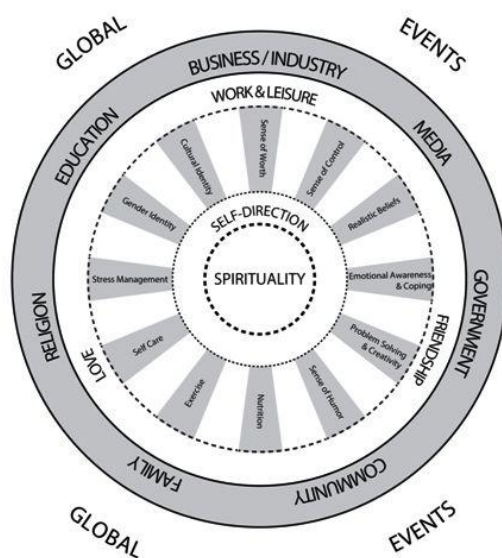 GLOBAL
EVENTS
BUSINESS / INDUSTRY
MEDIA
GOVERNMENT
COMMUNITY
FAMILY
RELIGION
EDUCATION
WORK & LEISURE
FRIENDSHIP
LOVE
Sense of Worth
Sense of Control
Realistic Beliefs
Emotional Awareness
& Coping
Problem Solving
& Creativity
Sense of Humor
Nutrition
Exercise
Self Care
Stress Management
Gender Identity
Cultural Identity
SELF-DIRECTION
SPIRITUALITY
GLOBAL
EVENTS